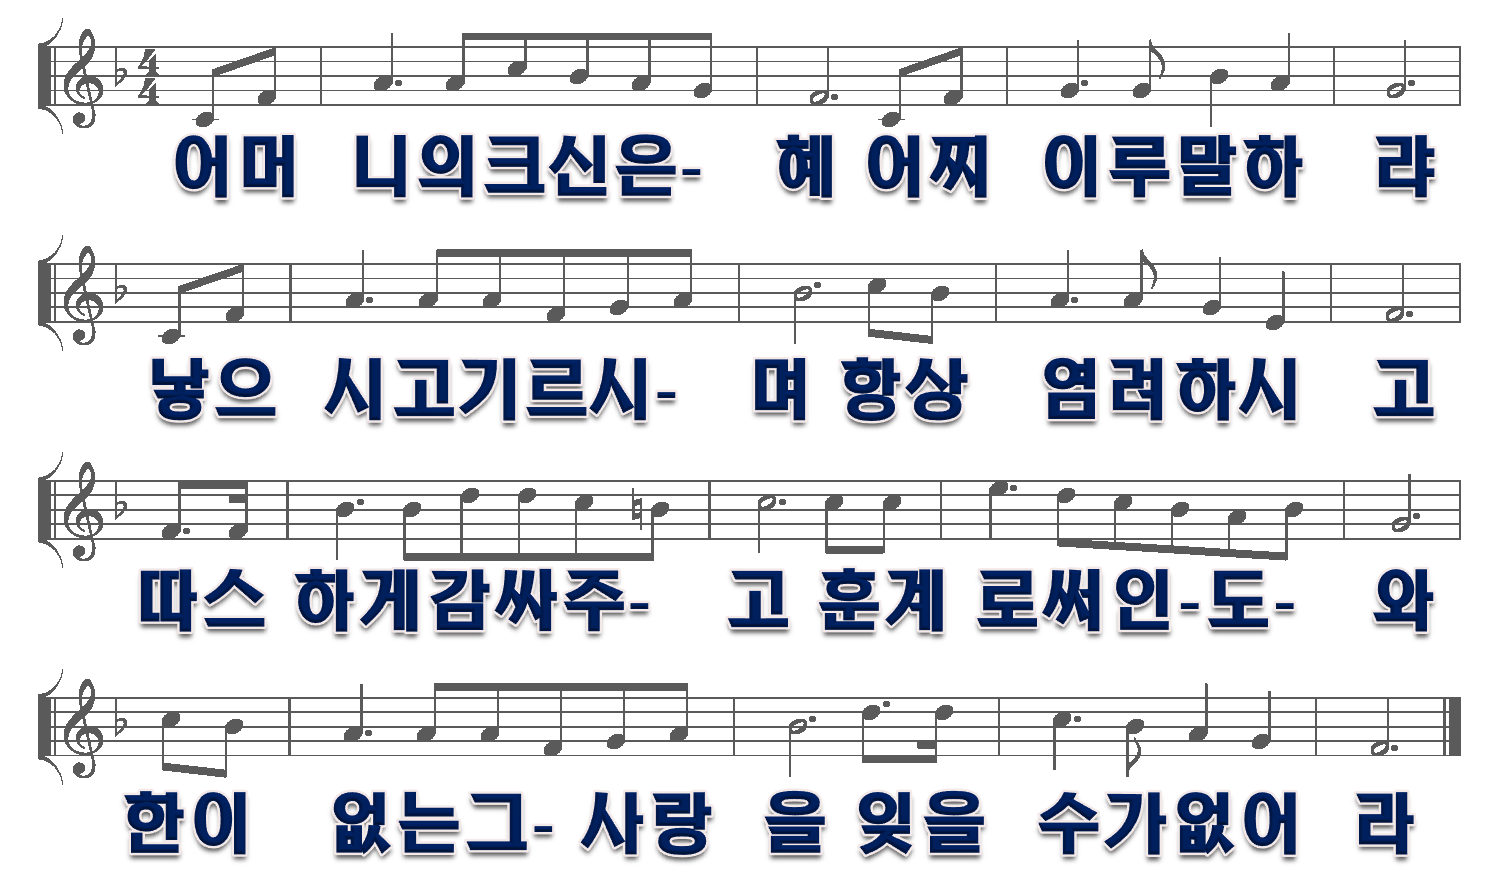 어머 니의크신은- 혜 어찌 이루말하 랴
낳으 시고기르시- 며 항상 염려하시 고
따스 하게감싸주- 고 훈계 로써인-도- 와
한이 없는그- 사랑 을 잊을 수가없어 라